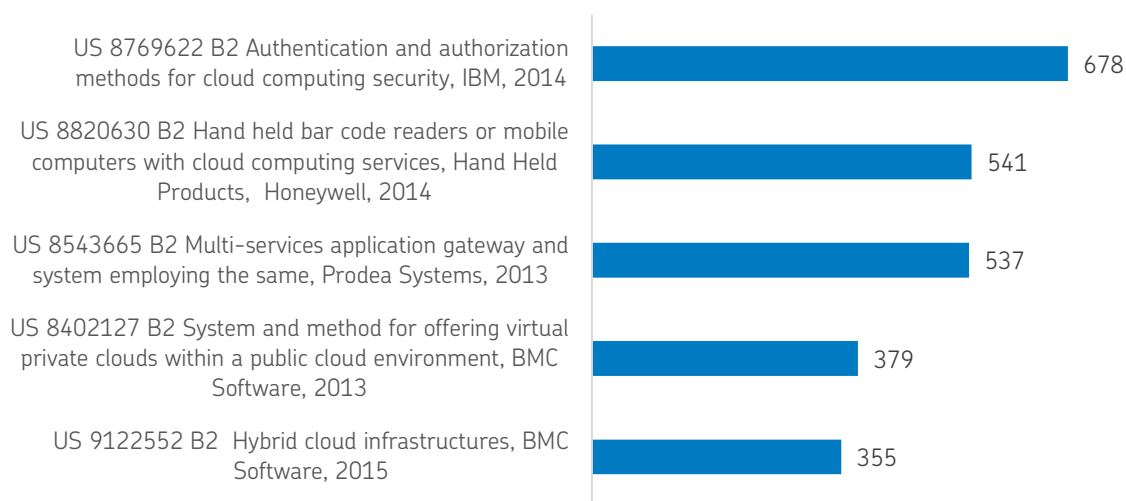 US 8769622 B2 Authentication and authorization
methods for cloud computing security, IBM, 2014
678
US 8820630 B2 Hand held bar code readers or mobile
computers with cloud computing services, Hand Held
Products,  Honeywell, 2014
541
US 8543665 B2 Multi-services application gateway and
system employing the same, Prodea Systems, 2013
537
US 8402127 B2 System and method for offering virtual
private clouds within a public cloud environment, BMC
Software, 2013
379
US 9122552 B2  Hybrid cloud infrastructures, BMC
Software, 2015
355